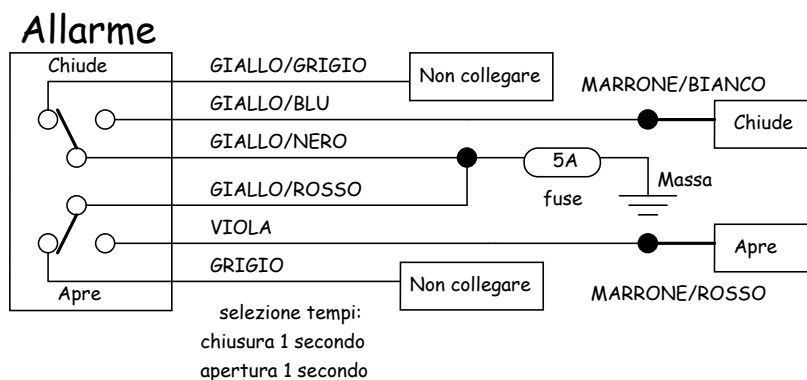 Allarme
Chiude
GIALLO/GRIGIO
Non collegare
MARRONE/BIANCO
GIALLO/BLU
Chiude
GIALLO/NERO
5A
fuse
Massa
GIALLO/ROSSO
VIOLA
Apre
GRIGIO
Non collegare
MARRONE/ROSSO
Apre
selezione tempi:
chiusura 1 secondo
apertura 1 secondo